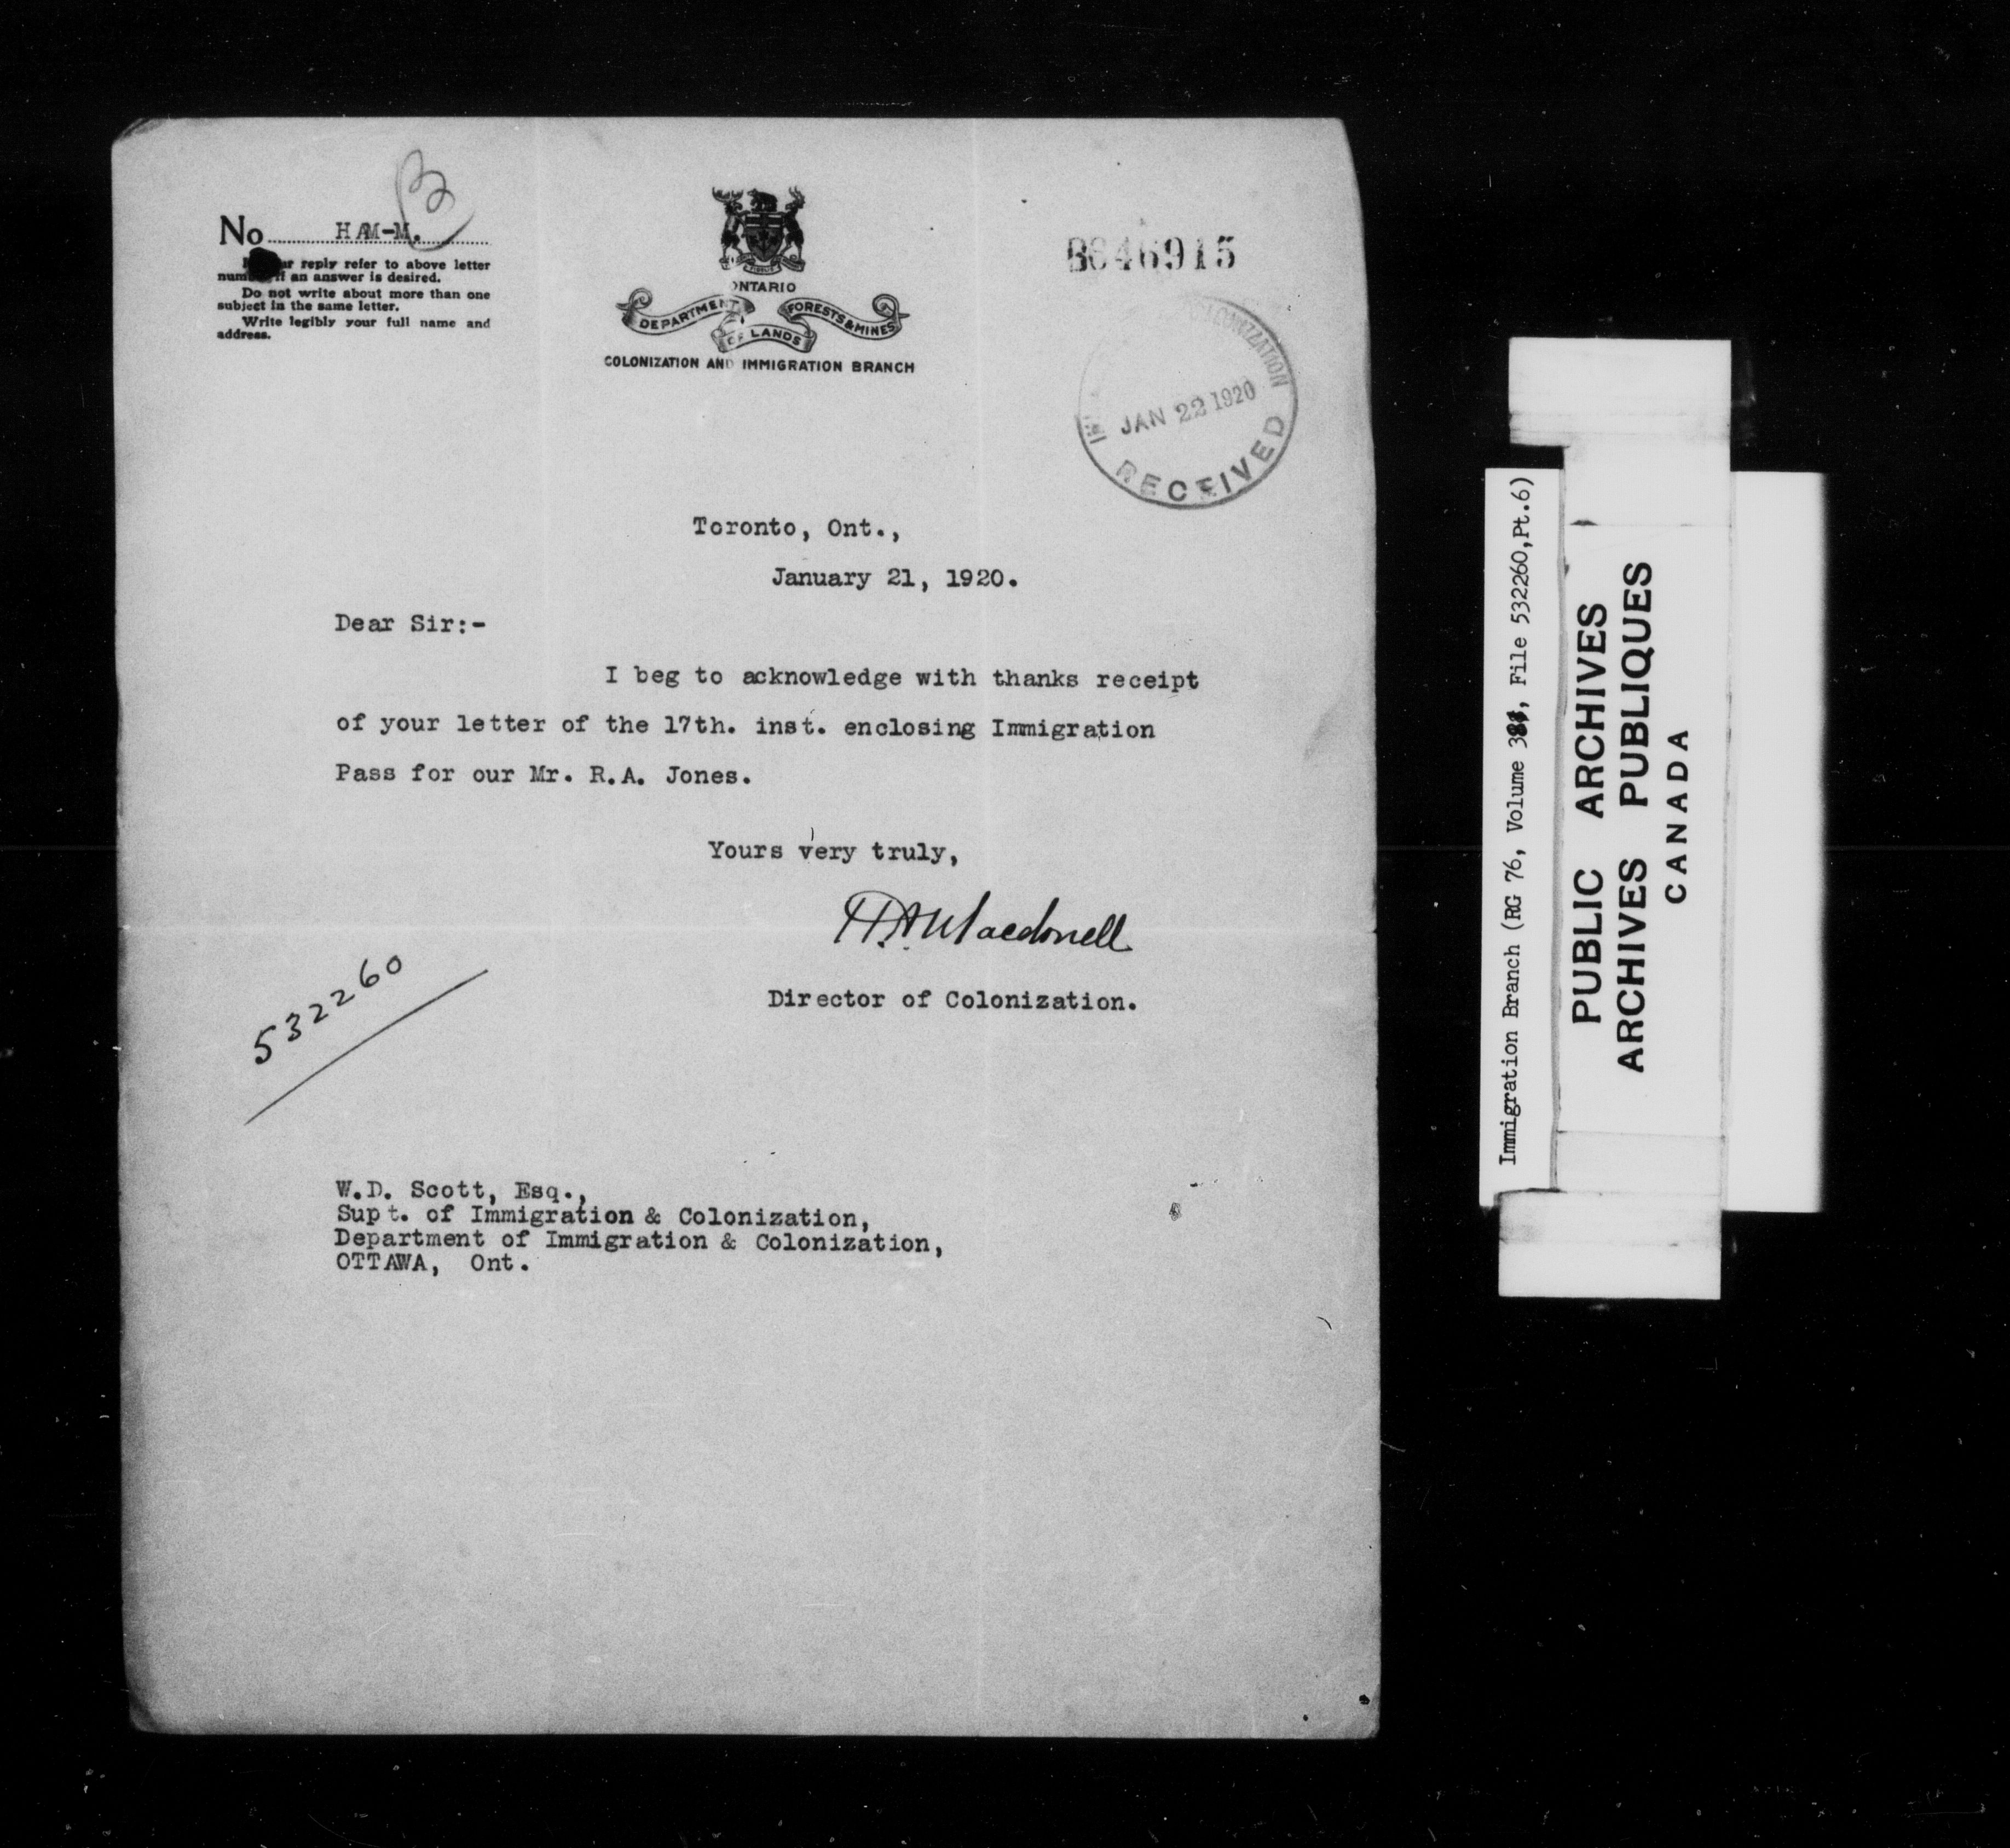 No HAM-M.
reply refer to above letter
if an answer is desired.
Do not write about more than one
subject in the same letter.
Write legibly your full name and
address.
ONTARIO
DEPARTMENT OF LANDS FORESTS & MINES
COLONIZATION AND IMMIGRATION BRANCH
B646915
COLONIZATION
JAN 22 1920
RECEIVED
Toronto, Ont.,
January 21, 1920.
Dear Sir:-
I beg to acknowledge with thanks receipt
of your letter of the 17th. inst. enclosing Immigration
Pass for our Mr. R.A. Jones.
Yours very truly,
H.A. Macdonell
Director of Colonization.
532260
W.D. Scott, Esq.,
Supt. of Immigration & Colonization,
Department of Immigration & Colonization,
OTTAWA, Ont.
Immigration Branch (RG 76, Volume, File 532260,Pt.6)
PUBLIC ARCHIVES
ARCHIVES PUBLIQUES
CANADA